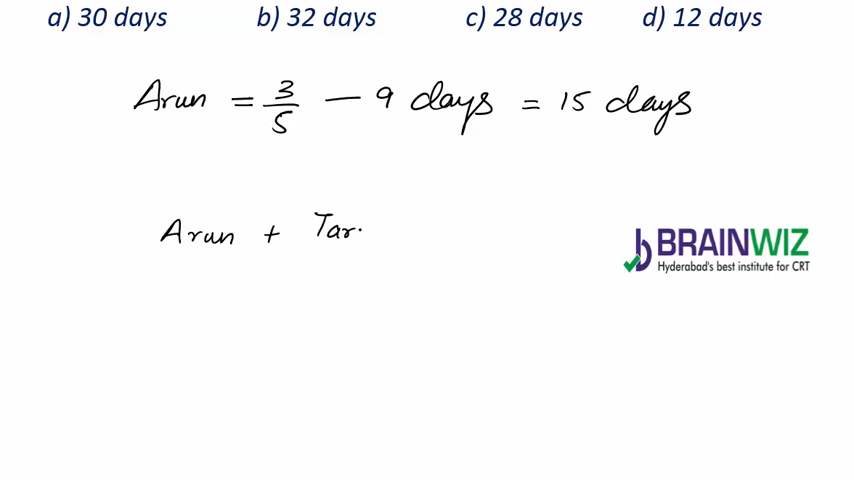 a) 30 days b) 32 days c) 28 days d) 12 days
Arun = 3/5 — 9 days = 15 days
Arun + Tar
BRAINWIZ
Hyderabad's best institute for CRT